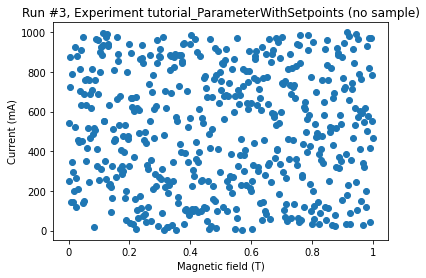 Run #3, Experiment tutorial_ParameterWithSetpoints (no sample)
1000
800
600
400
200
0
Current (mA)
0 0.2 0.4 0.6 0.8 1
Magnetic field (T)